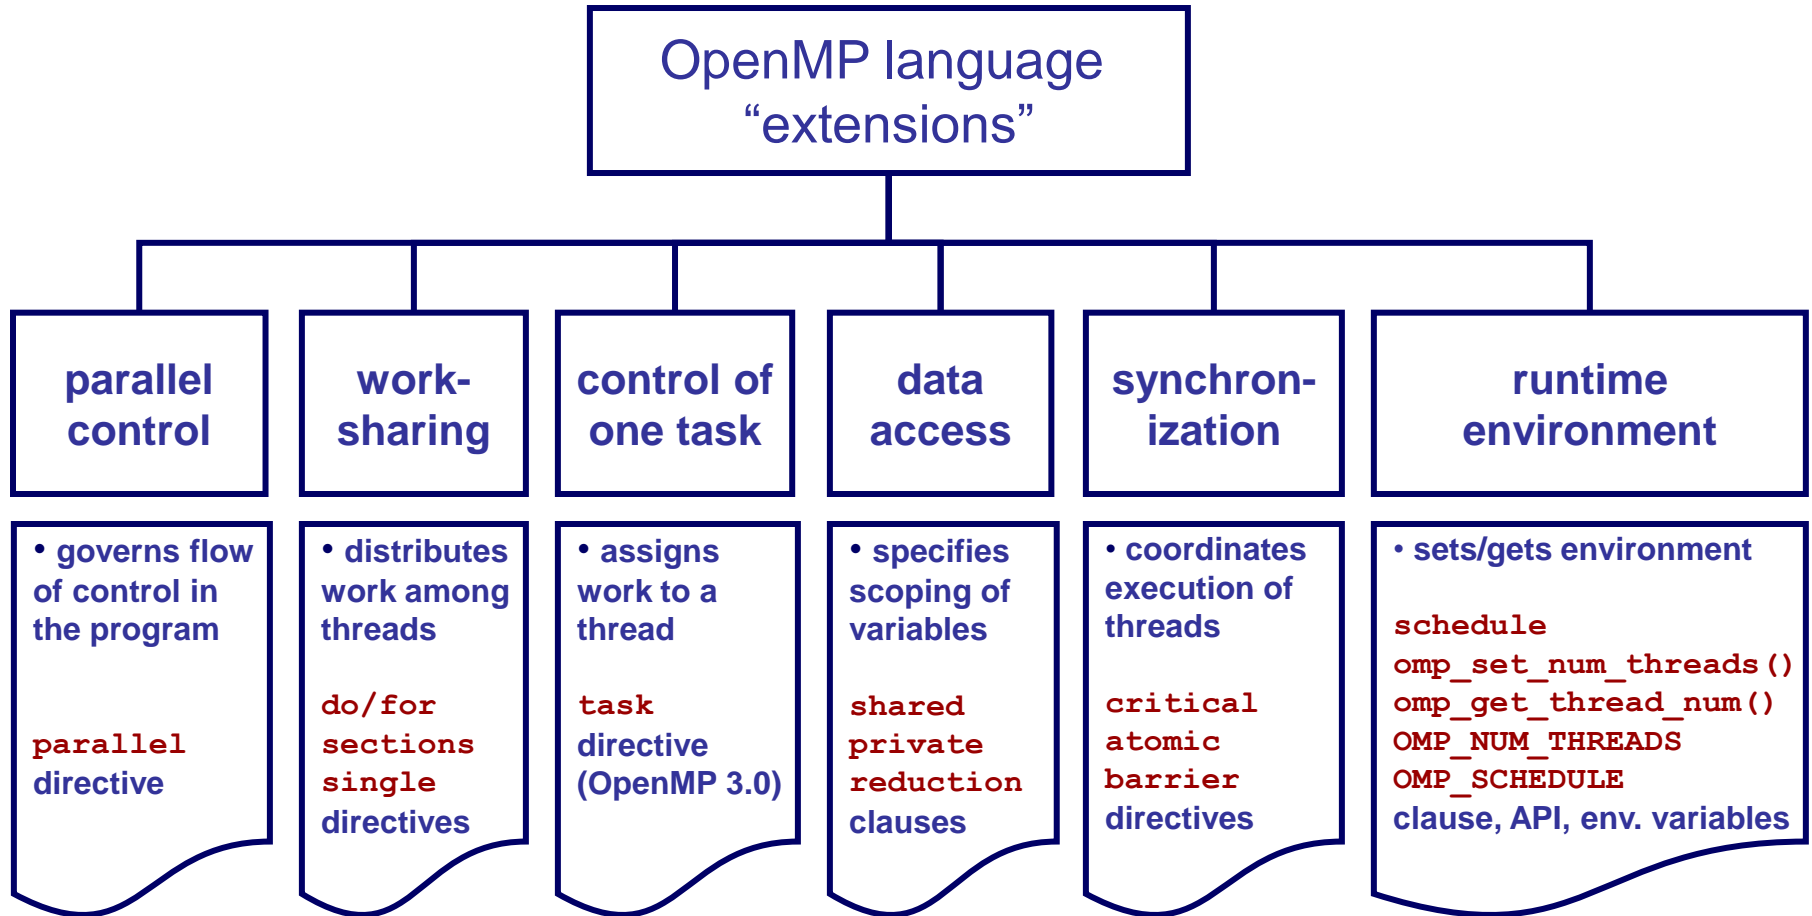 OpenMP language
“extensions”
parallel
control
work-
sharing
control of
one task
data
access
synchron-
ization
runtime
environment
• governs flow
of control in
the program
parallel
directive
• distributes
work among
threads
do/for
sections
single
directives
• assigns
work to a
thread
task
directive
(OpenMP 3.0)
• specifies
scoping of
variables
shared
private
reduction
clauses
• coordinates
execution of
threads
critical
atomic
barrier
directives
• sets/gets environment
schedule
omp_set_num_threads()
omp_get_thread_num()
OMP_NUM_THREADS
OMP_SCHEDULE
clause, API, env. variables